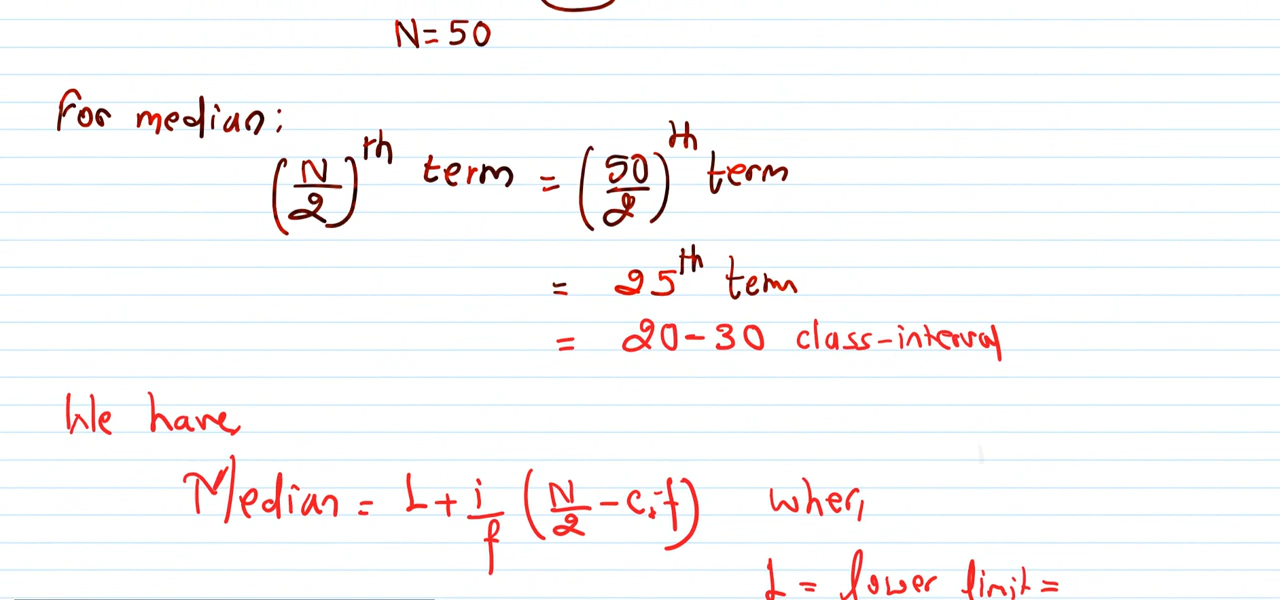 N = 50
For median;
(N/2)^th term = (50/2)^th term
= 25^th term
= 20-30 class-interval
We have,
Median = L + i/f (N/2 - c.f) when,
L = lower limit =